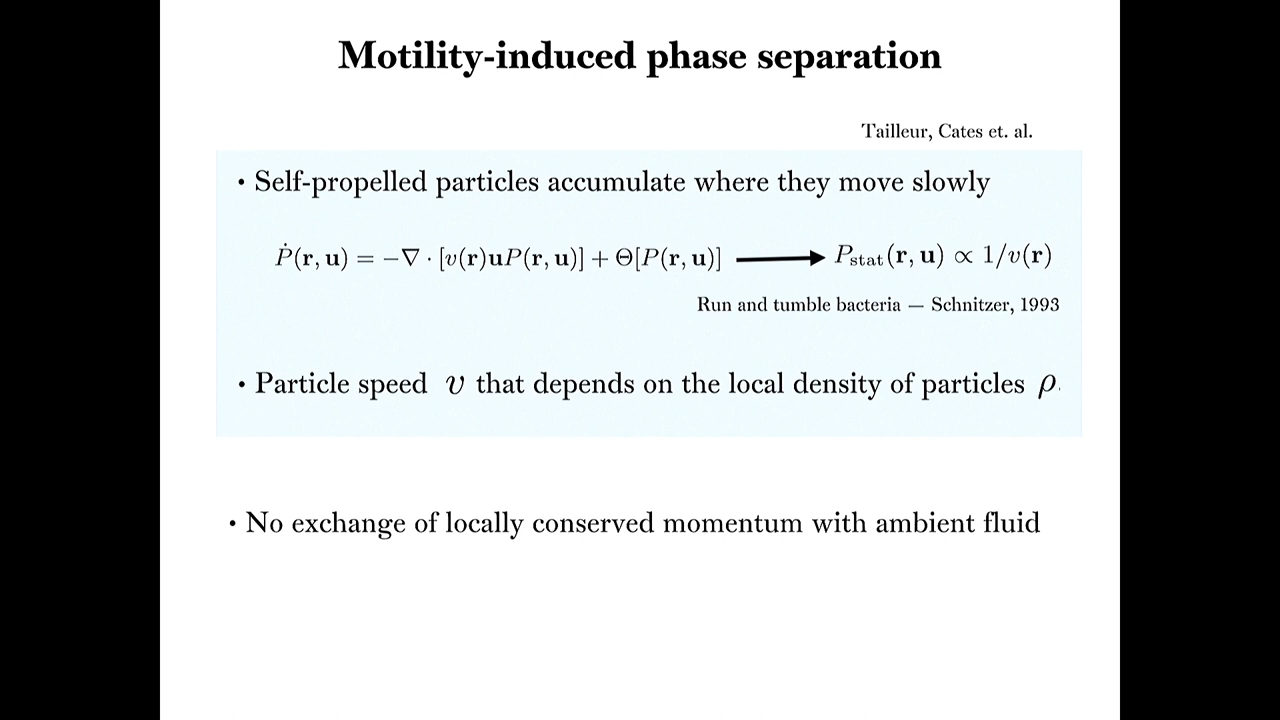 Motility-induced phase separation
Tailleur, Cates et. al.
• Self-propelled particles accumulate where they move slowly
Ṗ(r, u) = −∇ · [v(r)uP(r, u)] + Θ[P(r, u)] ⟶ P_stat(r, u) ∝ 1/v(r)
Run and tumble bacteria — Schnitzer, 1993
• Particle speed v that depends on the local density of particles ρ.
• No exchange of locally conserved momentum with ambient fluid